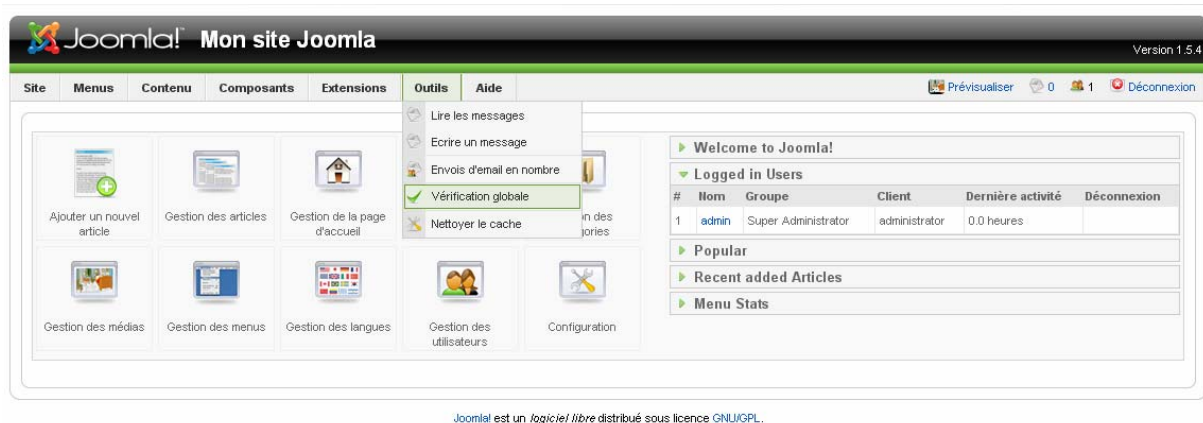 Joomla! Mon site Joomla
Version 1.5.4
Site Menus Contenu Composants Extensions Outils Aide Prévisualiser 0 1 Déconnexion
Lire les messages
Ecrire un message
Envois d'email en nombre
Vérification globale
Nettoyer le cache
Ajouter un nouvel
article
Gestion des articles
Gestion de la page
d'accueil
Gestion des médias
Gestion des menus
Gestion des langues
Gestion des
utilisateurs
Configuration
Welcome to Joomla!
Logged in Users
# Nom Groupe Client Dernière activité Déconnexion
1 admin Super Administrator administrator 0.0 heures
Popular
Recent added Articles
Menu Stats
Joomla! est un logiciel libre distribué sous licence GNU/GPL.